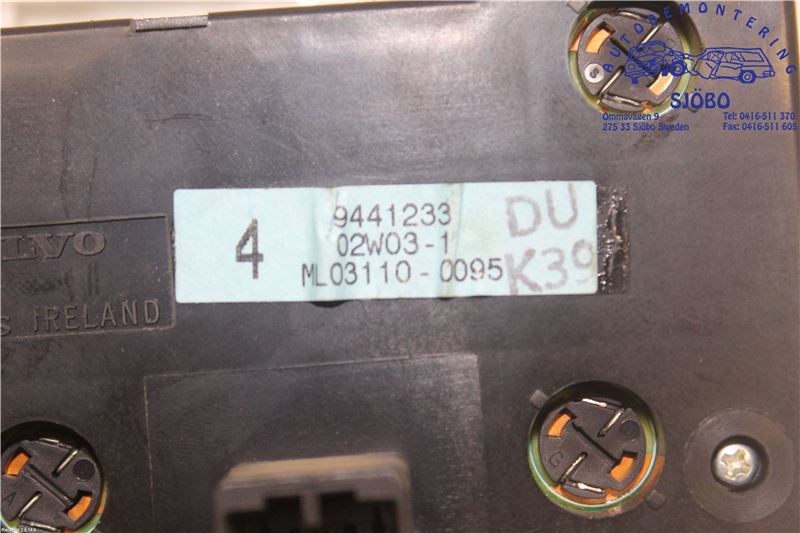 AUTODEMONTERING
SJÖBO
Ommavägen 9
275 33 Sjöbo Sweden
Tel: 0416-511 370
Fax: 0416-511 605
4
9441233
02W03-1
ML03110-0095
DU
K39
LVO
S IRELAND
A
G